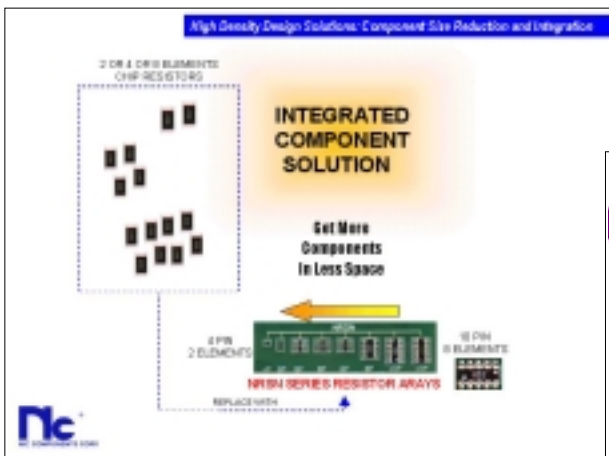 High Density Design Solutions: Component Size Reduction and Integration
2 OR 4 OR 8 ELEMENTS
CHIP RESISTORS
INTEGRATED
COMPONENT
SOLUTION
Get More
Components
In Less Space
NRSN
4 PIN
2 ELEMENTS
16 PIN
8 ELEMENTS
NRSN SERIES RESISTOR ARAYS
REPLACE WITH
NIC COMPONENTS CORP